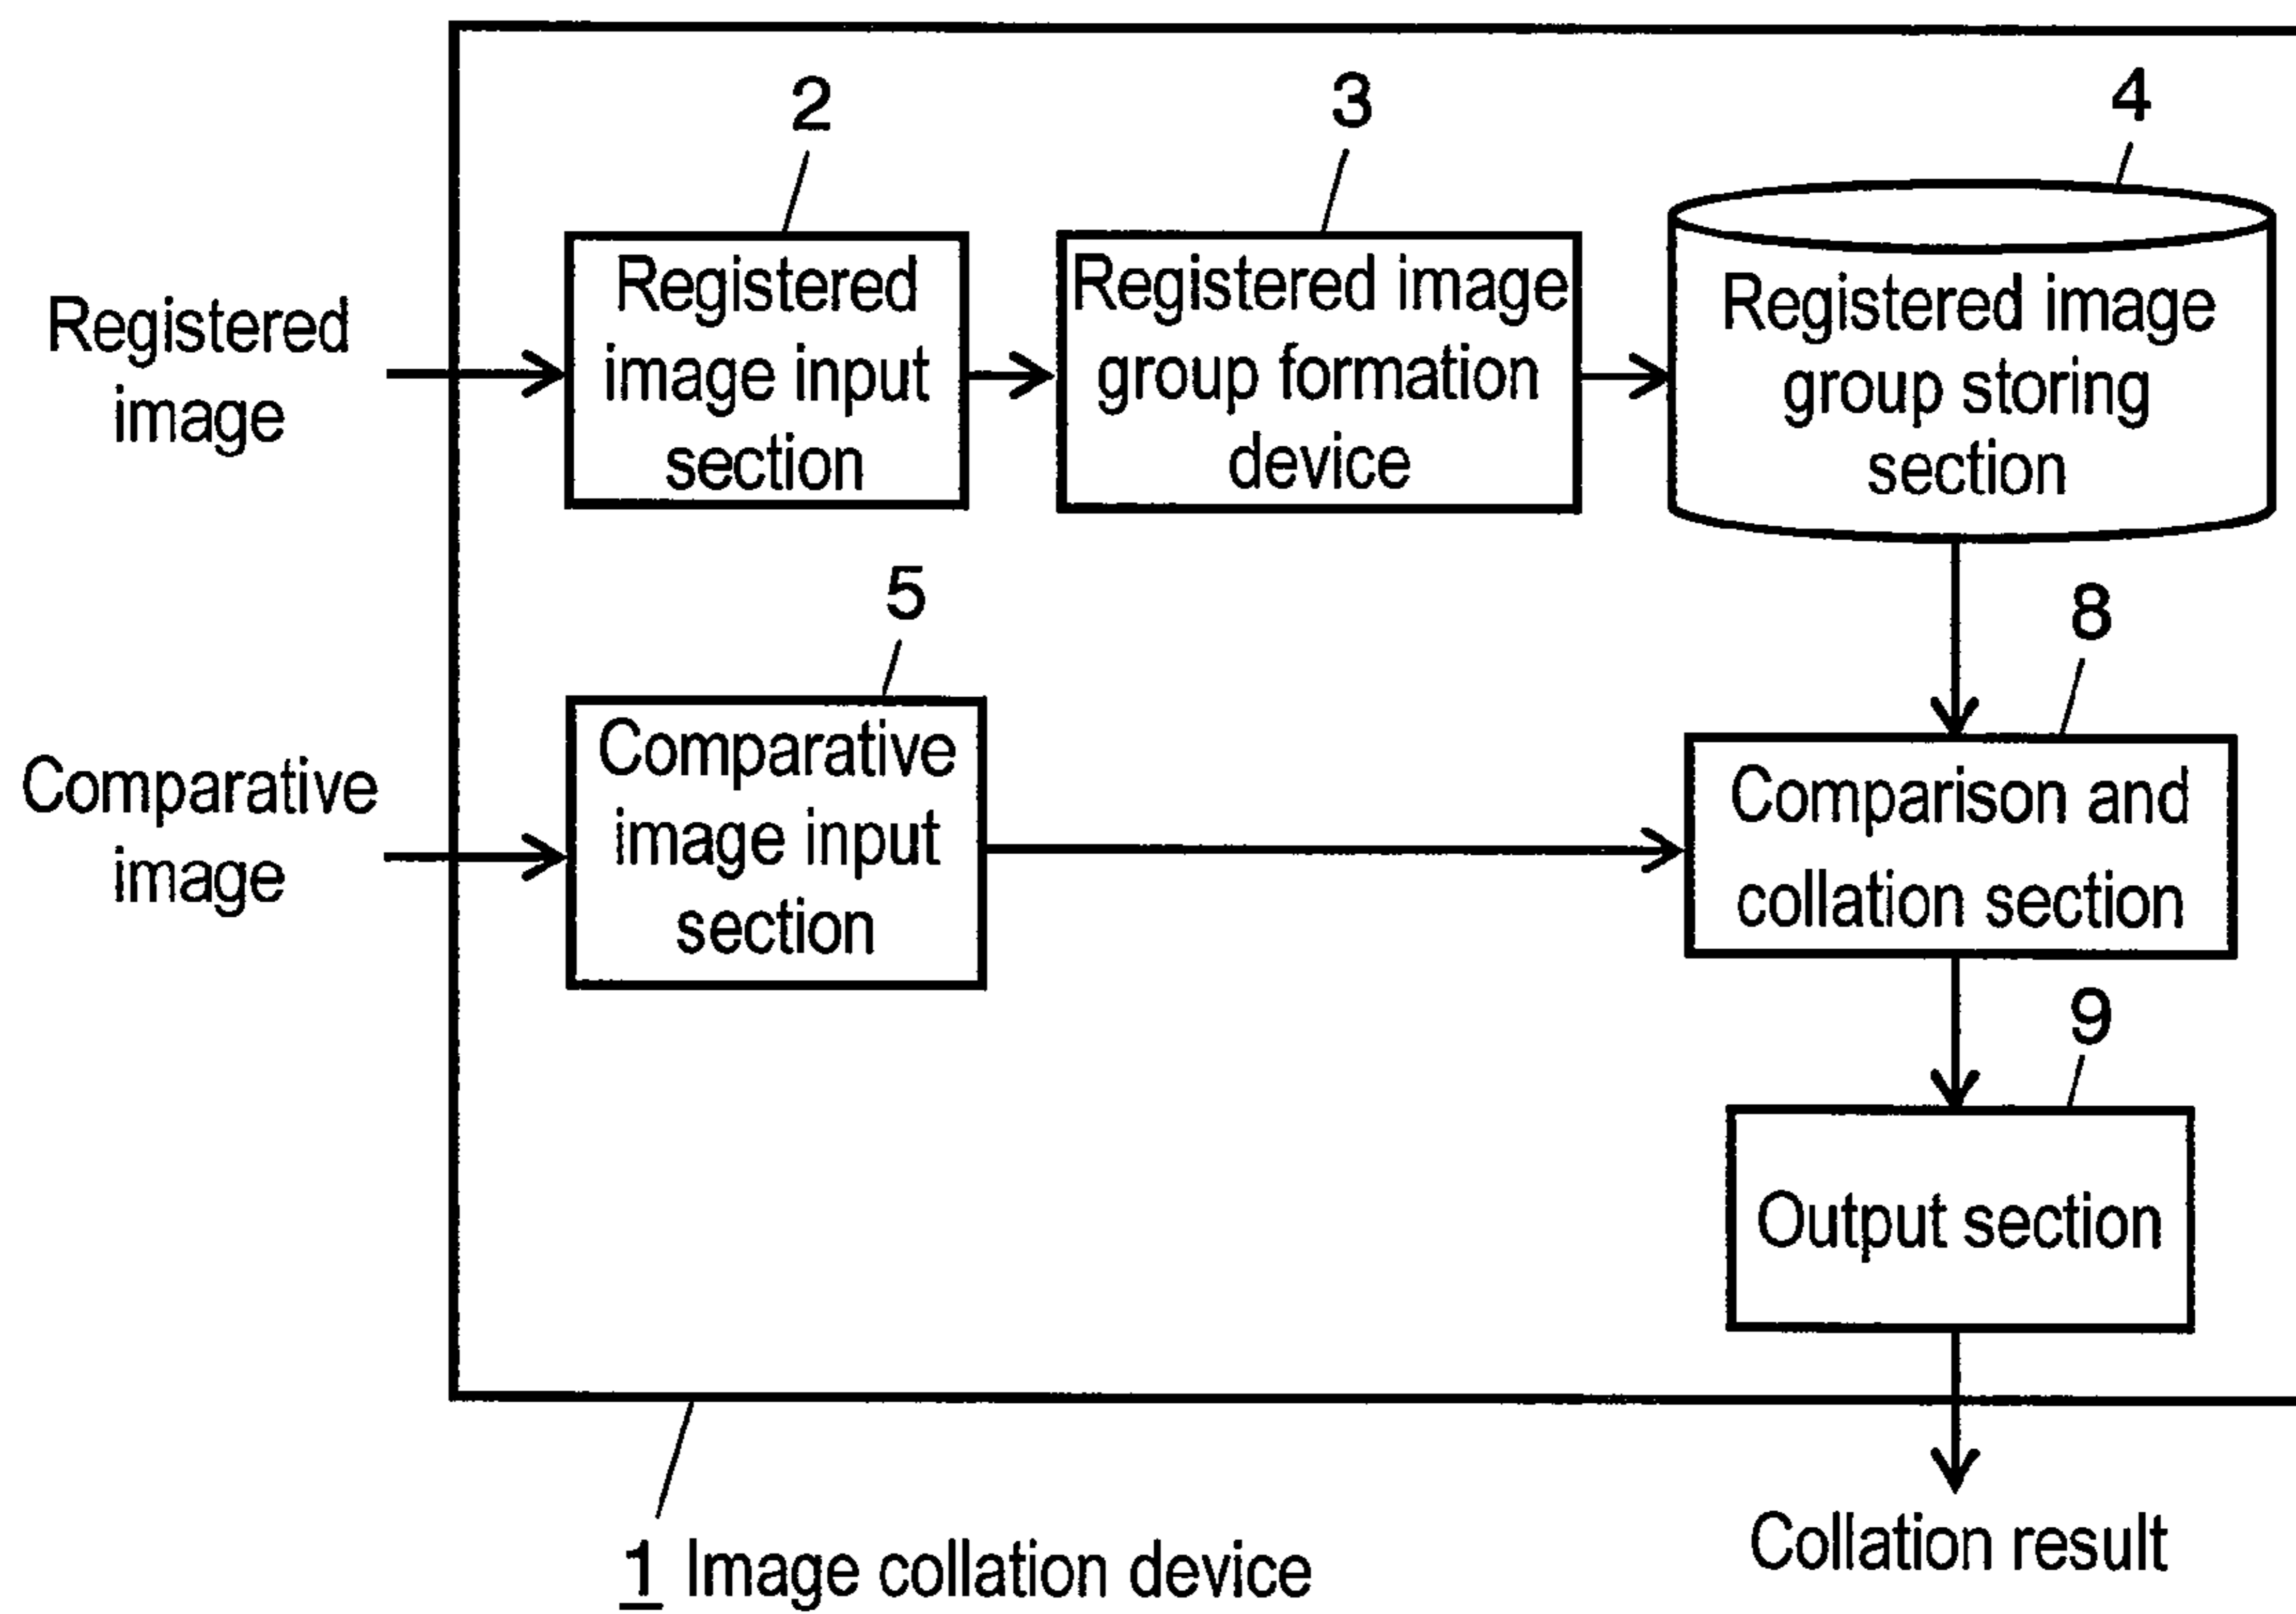 2
3
4
Registered
image
Registered
image input
section
Registered image
group formation
device
Registered image
group storing
section
5
8
Comparative
image
Comparative
image input
section
Comparison and
collation section
9
Output section
1 Image collation device
Collation result